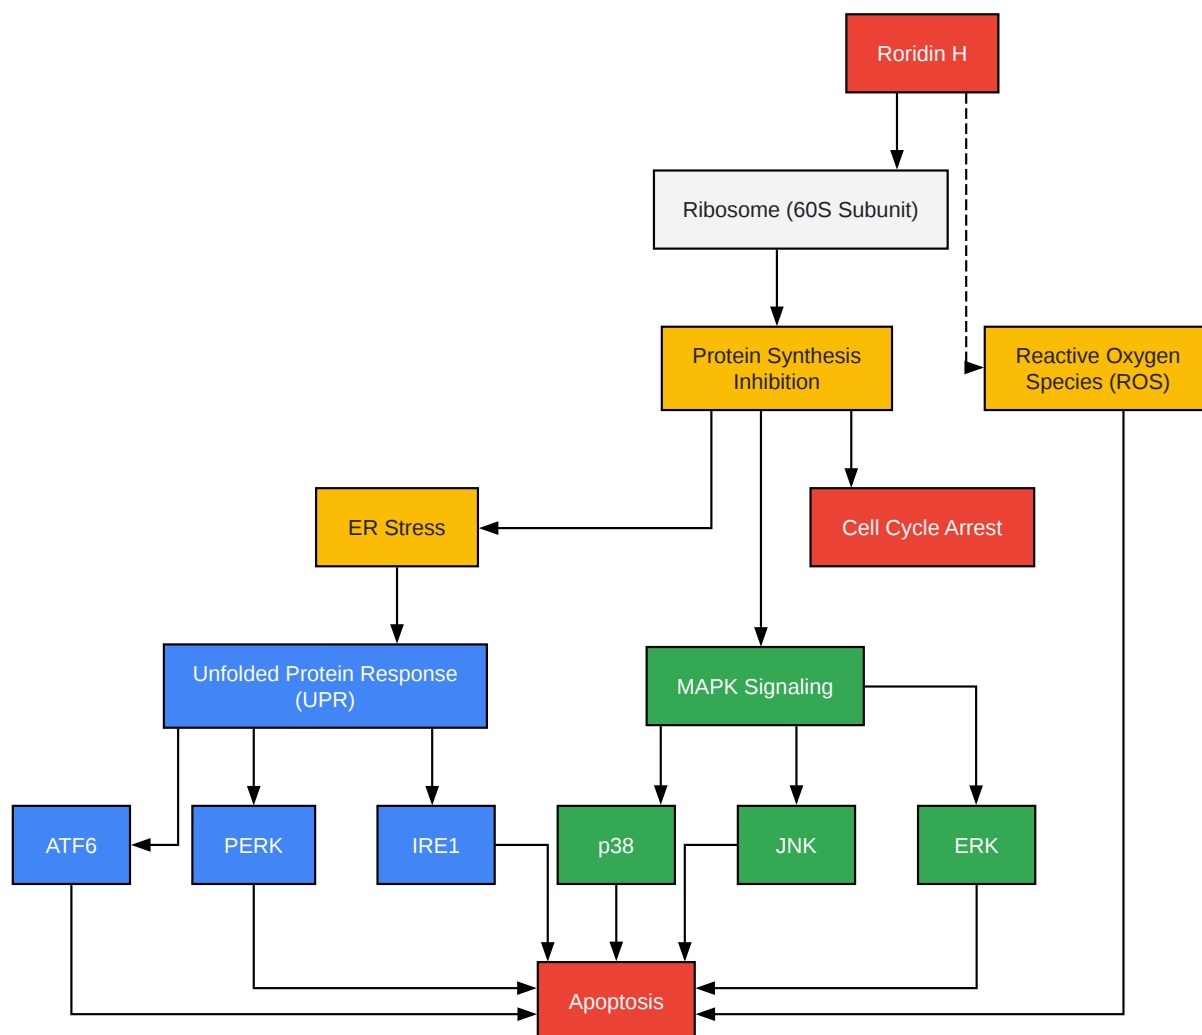 Roridin H
Ribosome (60S Subunit)
Protein Synthesis
Inhibition
Reactive Oxygen
Species (ROS)
ER Stress
Cell Cycle Arrest
Unfolded Protein Response
(UPR)
MAPK Signaling
ATF6
PERK
IRE1
p38
JNK
ERK
Apoptosis